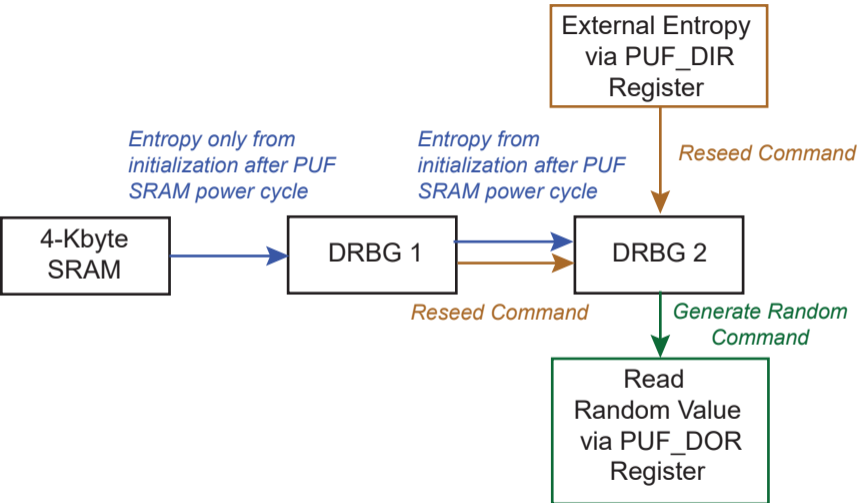 External Entropy
via PUF_DIR
Register
Entropy only from
initialization after PUF
SRAM power cycle
Entropy from
initialization after PUF
SRAM power cycle
Reseed Command
4-Kbyte
SRAM
DRBG 1
DRBG 2
Reseed Command
Generate Random
Command
Read
Random Value
via PUF_DOR
Register